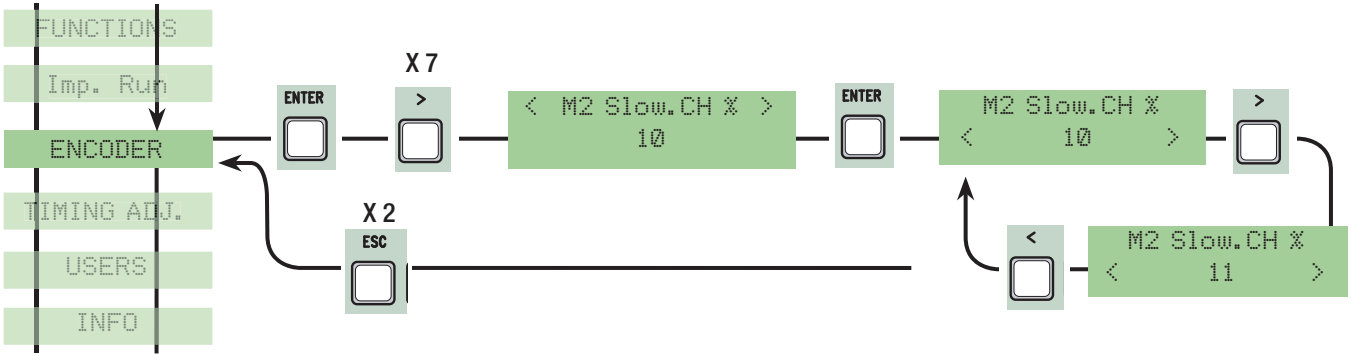 FUNCTIONS
Imp. Run
ENCODER
TIMING ADJ.
USERS
INFO
ENTER
X 7
>
< M2 Slow.CH % >
10
ENTER
M2 Slow.CH %
< 10 >
>
M2 Slow.CH %
< 11 >
<
X 2
ESC